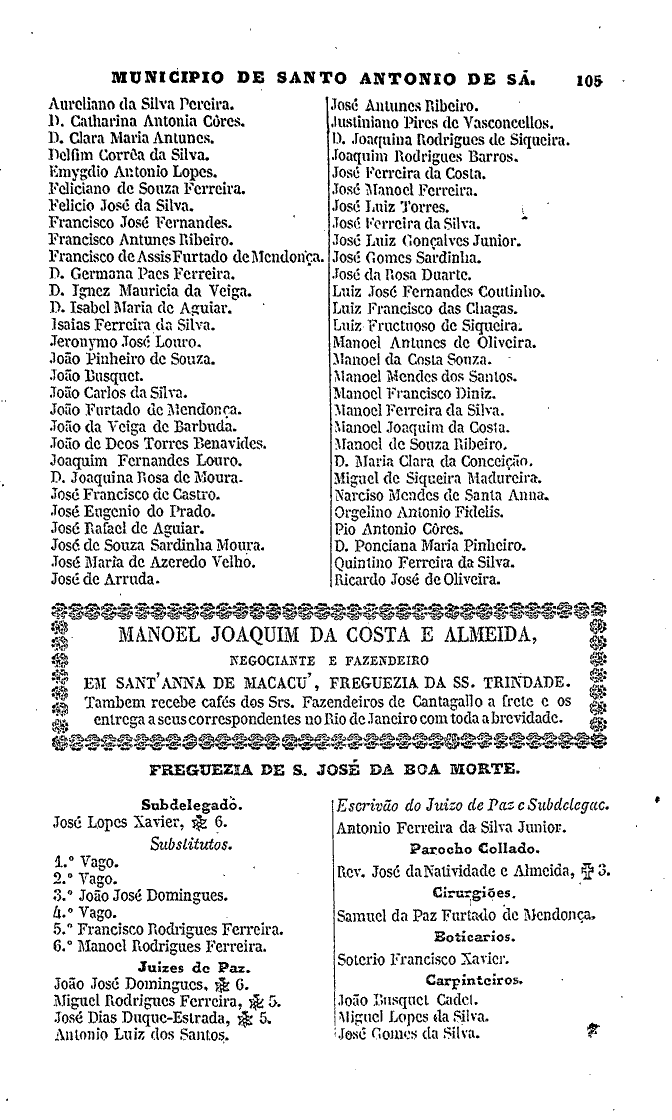 MUNICIPIO DE SANTO ANTONIO DE SÁ. 105
Aureliano da Silva Pereira.
D. Catharina Antonia Côres.
D. Clara Maria Antunes.
Delfim Corrêa da Silva.
Emygdio Antonio Lopes.
Feliciano de Souza Ferreira.
Felicio José da Silva.
Francisco José Fernandes.
Francisco Antunes Ribeiro.
Francisco de Assis Furtado de Mendonça.
D. Germana Paes Ferreira.
D. Ignez Mauricia da Veiga.
D. Isabel Maria de Aguiar.
Isaias Ferreira da Silva.
Jeronymo José Louro.
João Pinheiro de Souza.
João Busquet.
João Carlos da Silva.
João Furtado de Mendonça.
João da Veiga de Barbuda.
João de Deos Torres Benavides.
Joaquim Fernandes Louro.
D. Joaquina Rosa de Moura.
José Francisco de Castro.
José Eugenio do Prado.
José Rafael de Aguiar.
José de Souza Sardinha Moura.
José Maria de Azeredo Velho.
José de Arruda.
José Antunes Ribeiro.
Justiniano Pires de Vasconcellos.
D. Joaquina Rodrigues de Siqueira.
Joaquim Rodrigues Barros.
José Ferreira da Costa.
José Manoel Ferreira.
José Luiz Torres.
José Ferreira da Silva.
José Luiz Gonçalves Junior.
José Gomes Sardinha.
José da Rosa Duarte.
Luiz José Fernandes Coutinho.
Luiz Francisco das Chagas.
Luiz Fructuoso de Siqueira.
Manoel Antunes de Oliveira.
Manoel da Costa Souza.
Manoel Mendes dos Santos.
Manoel Francisco Diniz.
Manoel Ferreira da Silva.
Manoel Joaquim da Costa.
Manoel de Souza Ribeiro.
D. Maria Clara da Conceição.
Miguel de Siqueira Madureira.
Narciso Mendes de Santa Anna.
Orgelino Antonio Fidelis.
Pio Antonio Côres.
D. Ponciana Maria Pinheiro.
Quintino Ferreira da Silva.
Ricardo José de Oliveira.
MANOEL JOAQUIM DA COSTA E ALMEIDA,
NEGOCIANTE E FAZENDEIRO
EM SANT'ANNA DE MACACU', FREGUEZIA DA SS. TRINDADE.
Tambem recebe cafés dos Srs. Fazendeiros de Cantagallo a frete e os
entrega a seus correspondentes no Rio de Janeiro com toda a brevidade.
FREGUEZIA DE S. JOSÉ DA BOA MORTE.
Subdelegado.
José Lopes Xavier, 6.
Substitutos.
1.º Vago.
2.º Vago.
3.º João José Domingues.
4.º Vago.
5.º Francisco Rodrigues Ferreira.
6.º Manoel Rodrigues Ferreira.
Juizes de Paz.
João José Domingues, 6.
Miguel Rodrigues Ferreira, 5.
José Dias Duque-Estrada, 5.
Antonio Luiz dos Santos.
Escrivão do Juizo de Paz e Subdelegac.
Antonio Ferreira da Silva Junior.
Parocho Collado.
Rev. José da Natividade e Almeida, 3.
Cirurgiões.
Samuel da Paz Furtado de Mendonça.
Boticarios.
Soterio Francisco Xavier.
Carpinteiros.
João Busquet Cadet.
Miguel Lopes da Silva.
José Gomes da Silva.